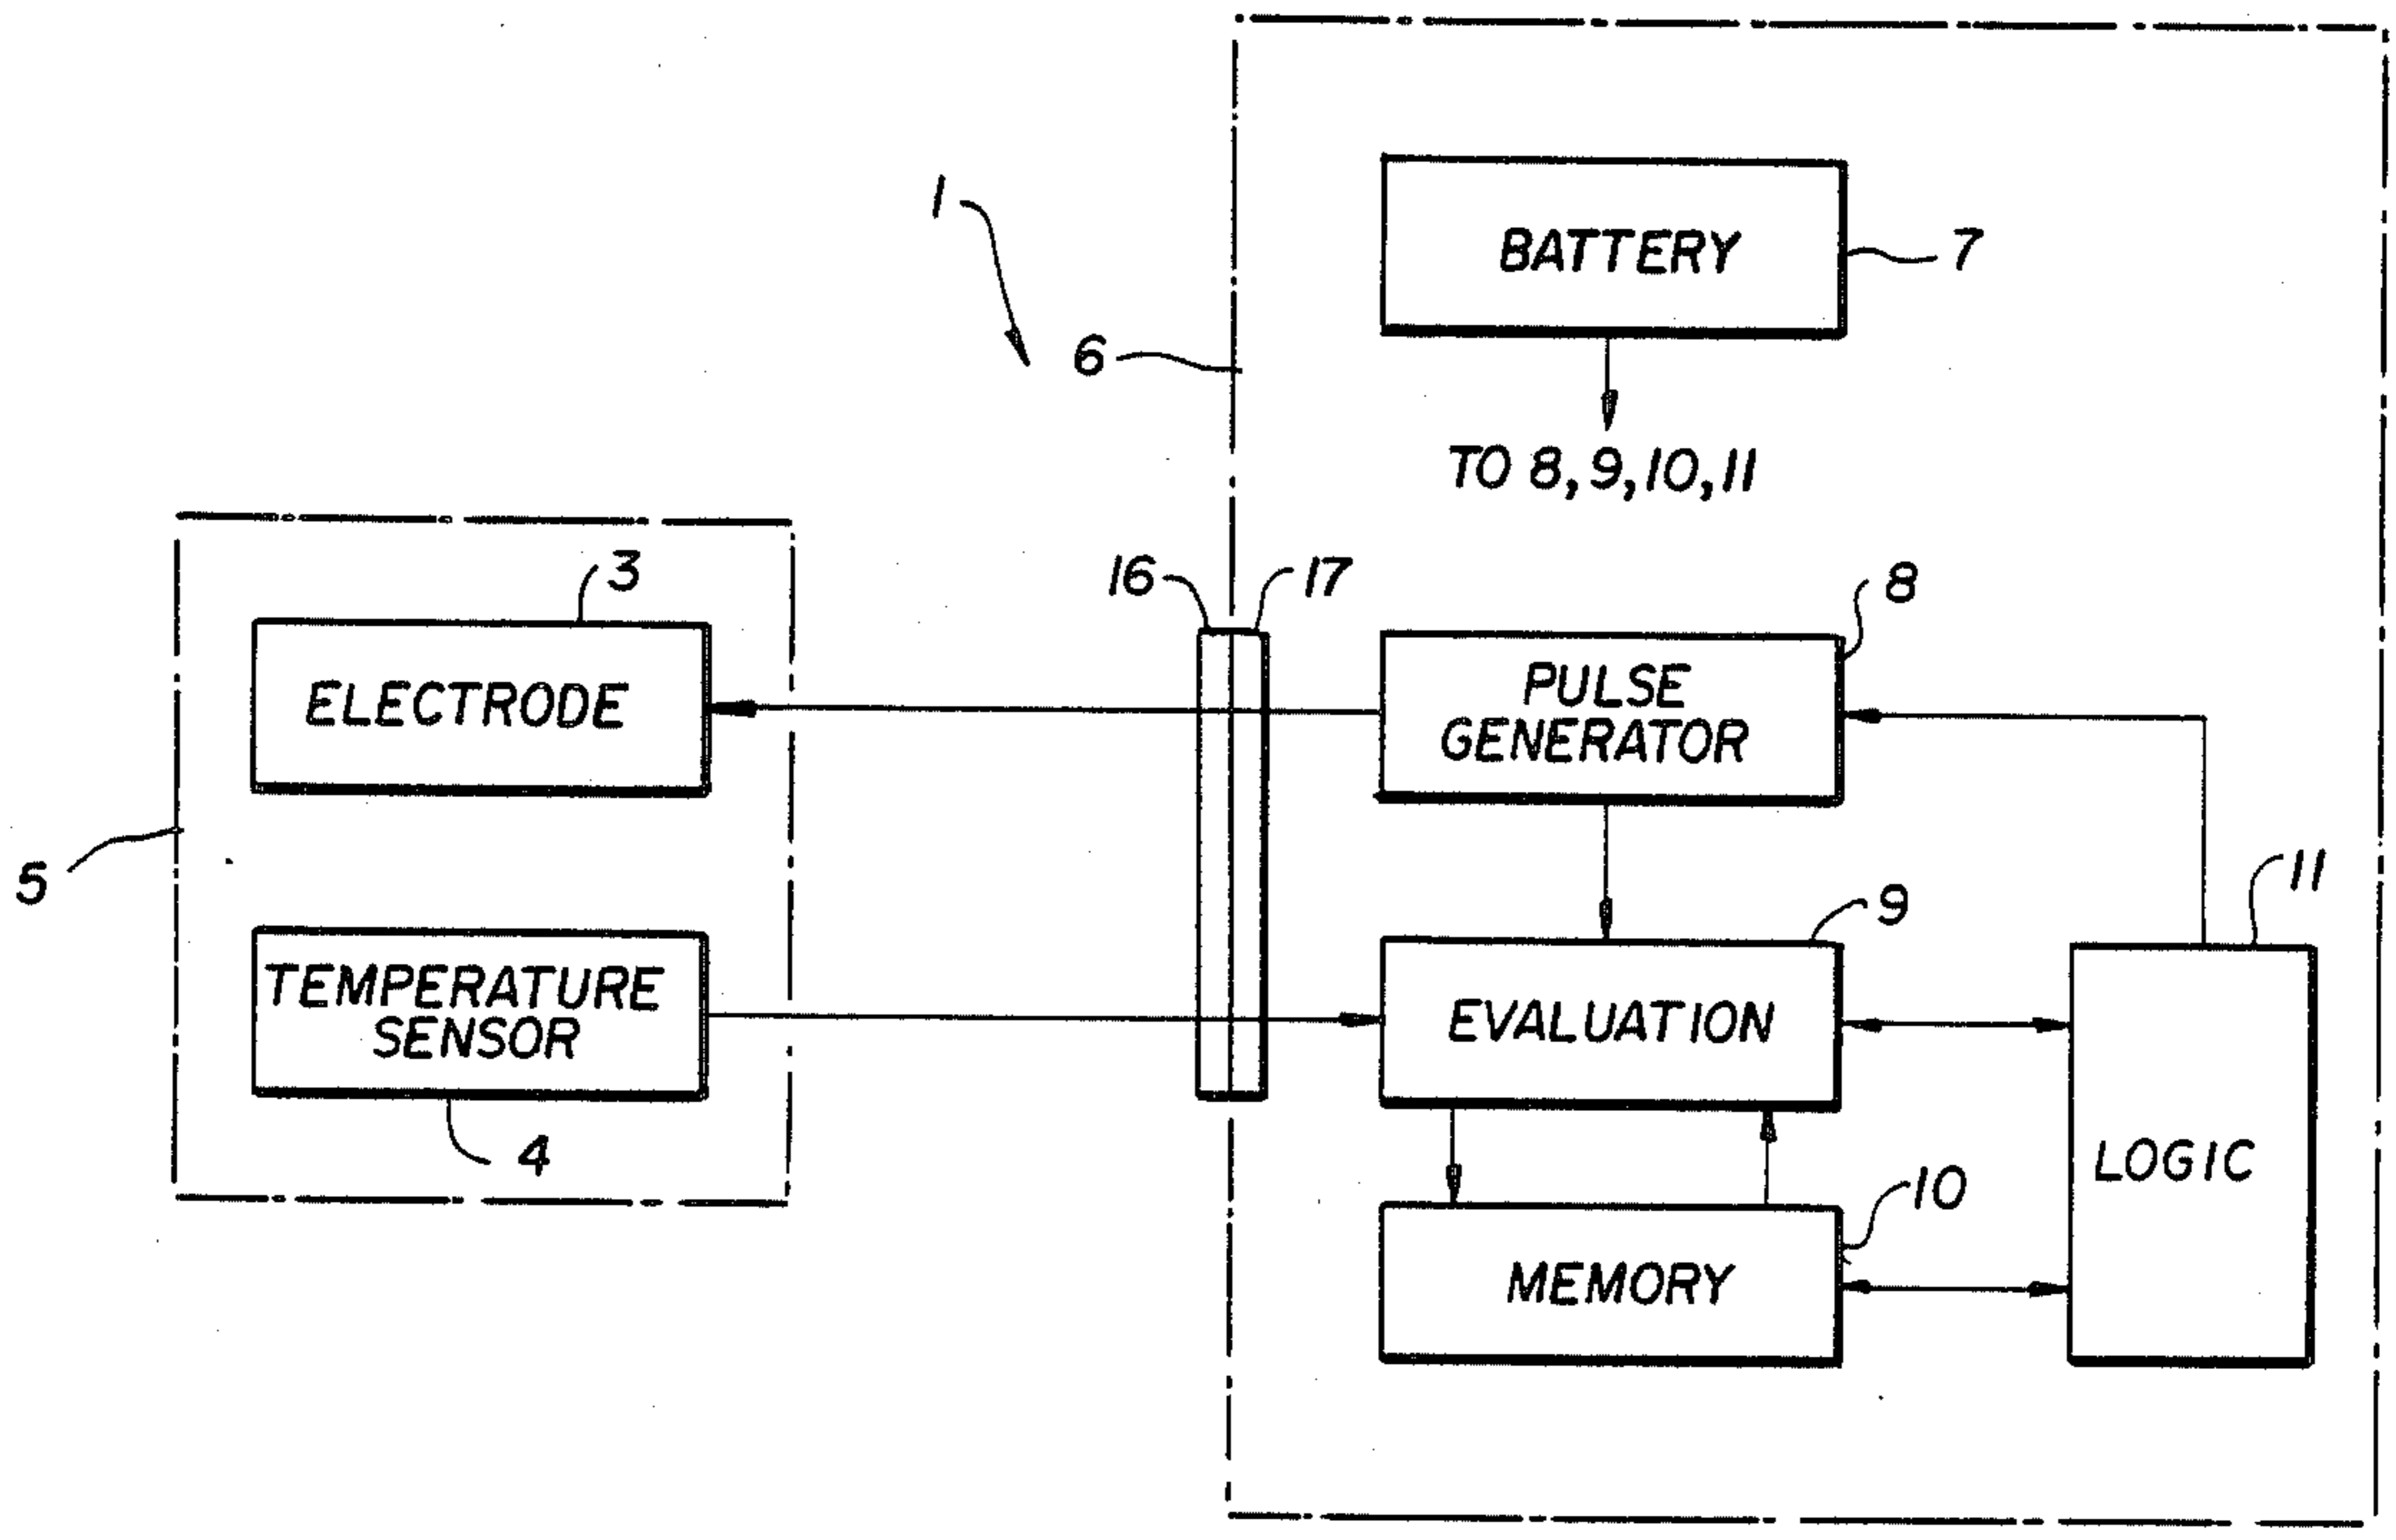 1
BATTERY
7
6
TO 8, 9, 10, 11
3
16
17
8
ELECTRODE
PULSE
GENERATOR
5
11
9
TEMPERATURE
SENSOR
EVALUATION
4
LOGIC
10
MEMORY